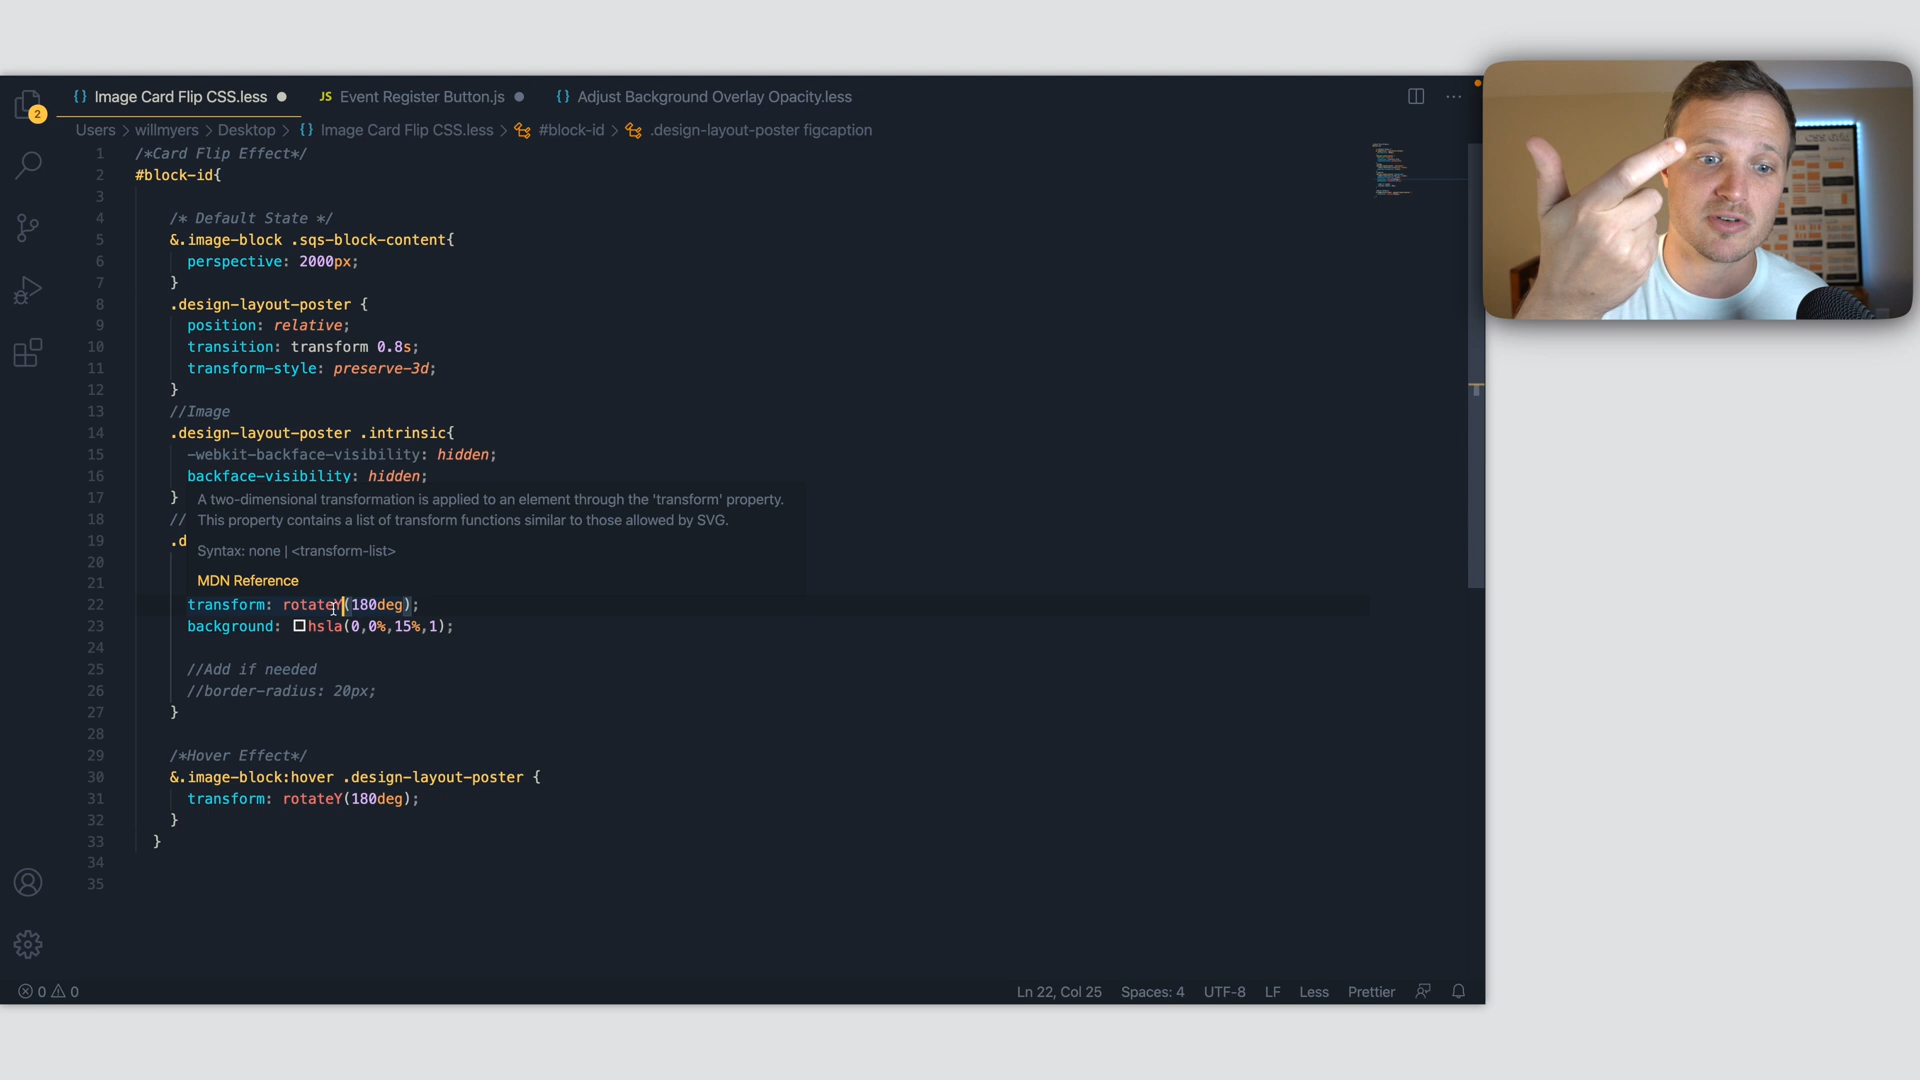 Image Card Flip CSS.less
JS Event Register Button.js
Adjust Background Overlay Opacity.less
2
Users > willmyers > Desktop > {} Image Card Flip CSS.less > #block-id > .design-layout-poster figcaption
1 /*Card Flip Effect*/
2 #block-id{
3
4 /* Default State */
5 &.image-block .sqs-block-content{
6 perspective: 2000px;
7 }
8 .design-layout-poster {
9 position: relative;
10 transition: transform 0.8s;
11 transform-style: preserve-3d;
12 }
13 //Image
14 .design-layout-poster .intrinsic{
15 -webkit-backface-visibility: hidden;
16 backface-visibility: hidden;
17 }
A two-dimensional transformation is applied to an element through the 'transform' property.
This property contains a list of transform functions similar to those allowed by SVG.
Syntax: none | <transform-list>
MDN Reference
18 //
19 .d
20
21
22 transform: rotateY(180deg);
23 background: hsla(0,0%,15%,1);
24
25 //Add if needed
26 //border-radius: 20px;
27 }
28
29 /*Hover Effect*/
30 &.image-block:hover .design-layout-poster {
31 transform: rotateY(180deg);
32 }
33 }
34
35
0 0
Ln 22, Col 25 Spaces: 4 UTF-8 LF Less Prettier
CSS Grid